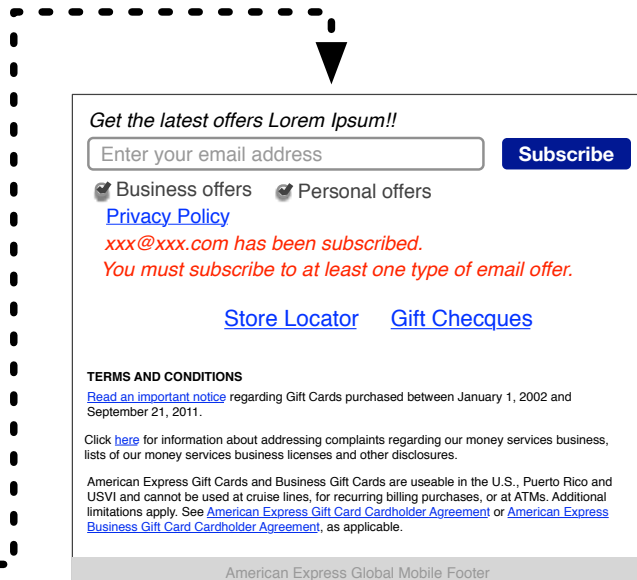 Get the latest offers Lorem Ipsum!!
Enter your email address
Subscribe
Business offers
Personal offers
Privacy Policy
xxx@xxx.com has been subscribed.
You must subscribe to at least one type of email offer.
Store Locator
Gift Checques
TERMS AND CONDITIONS
Read an important notice regarding Gift Cards purchased between January 1, 2002 and
September 21, 2011.
Click here for information about addressing complaints regarding our money services business,
lists of our money services business licenses and other disclosures.
American Express Gift Cards and Business Gift Cards are useable in the U.S., Puerto Rico and
USVI and cannot be used at cruise lines, for recurring billing purchases, or at ATMs. Additional
limitations apply. See American Express Gift Card Cardholder Agreement or American Express
Business Gift Card Cardholder Agreement, as applicable.
American Express Global Mobile Footer